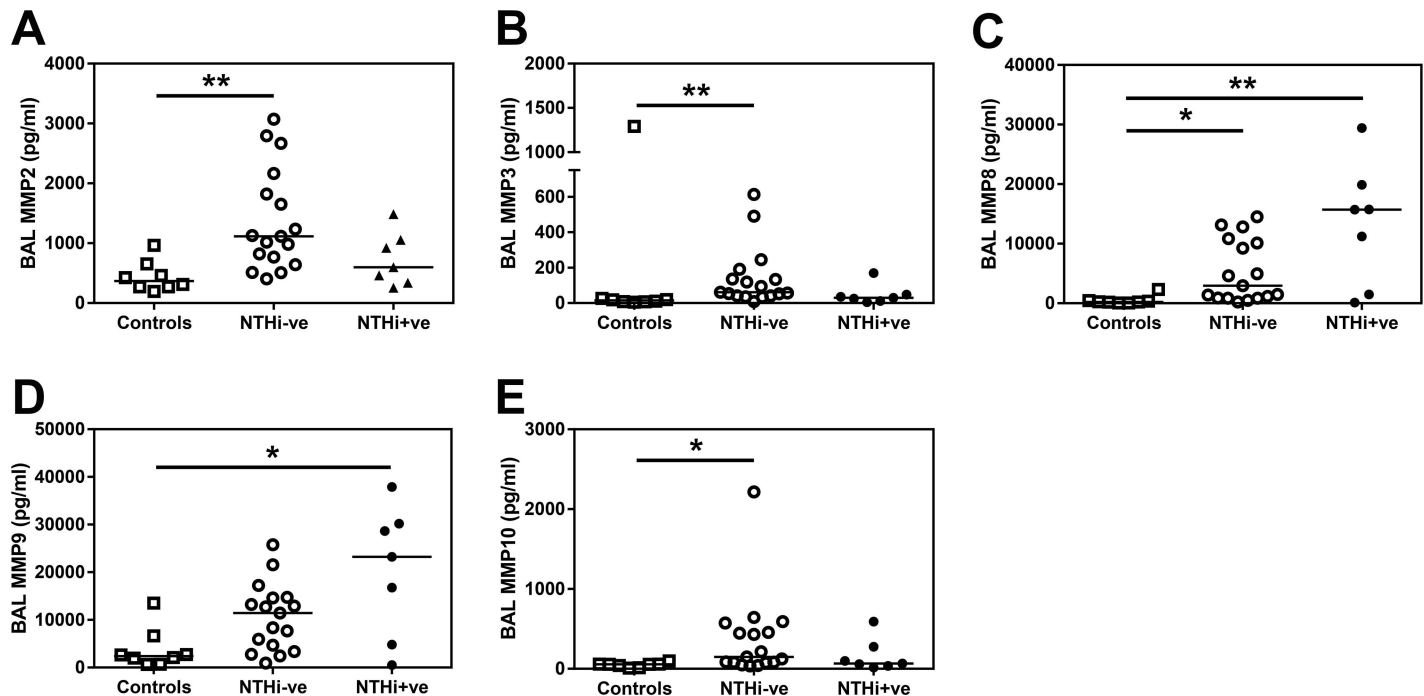 A
BAL MMP2 (pg/ml)
4000
3000
2000
1000
0
**
Controls
NTHi-ve
NTHi+ve
B
BAL MMP3 (pg/ml)
2000
1500
1000
600
400
200
0
**
Controls
NTHi-ve
NTHi+ve
C
BAL MMP8 (pg/ml)
40000
30000
20000
10000
0
**
*
Controls
NTHi-ve
NTHi+ve
D
BAL MMP9 (pg/ml)
50000
40000
30000
20000
10000
0
*
Controls
NTHi-ve
NTHi+ve
E
BAL MMP10 (pg/ml)
3000
2000
1000
0
*
Controls
NTHi-ve
NTHi+ve